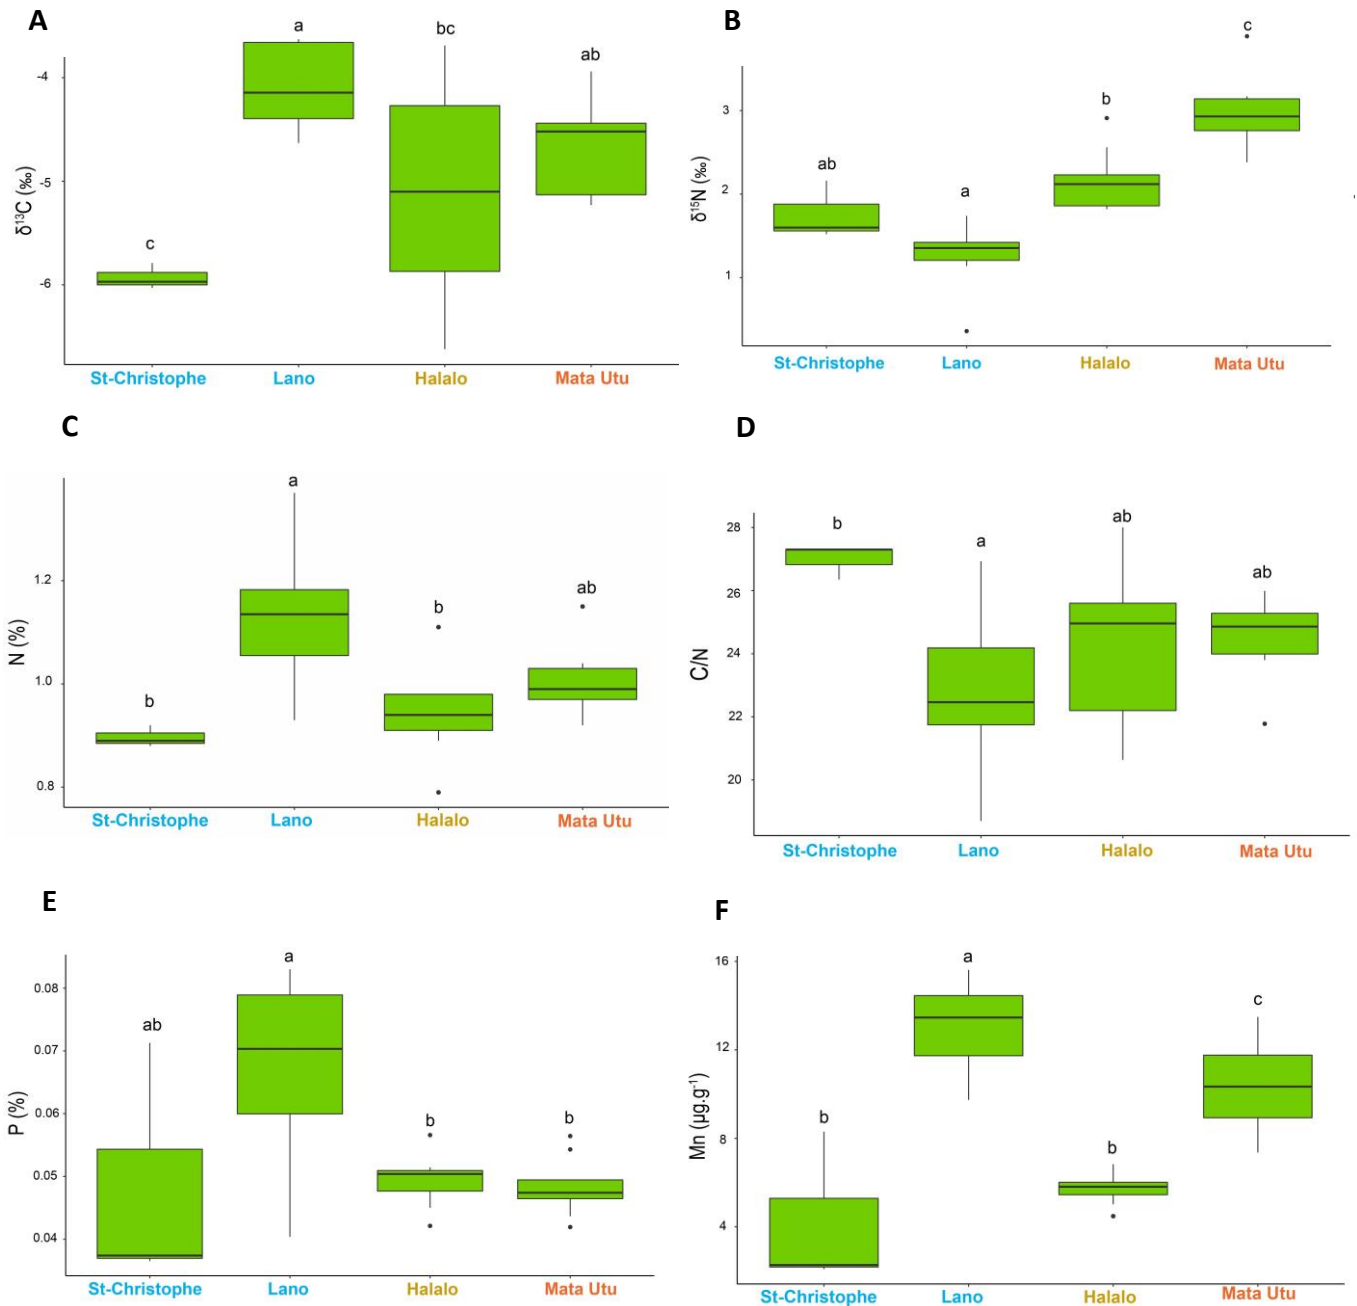 A
a
bc
ab
c
-4
-5
-6
δ¹³C (‰)
St-Christophe
Lano
Halalo
Mata Utu
B
ab
a
b
c
3
2
1
δ¹⁵N (‰)
St-Christophe
Lano
Halalo
Mata Utu
C
b
a
b
ab
1.2
1.0
0.8
N (%)
St-Christophe
Lano
Halalo
Mata Utu
D
b
a
ab
ab
28
26
24
22
20
C/N
St-Christophe
Lano
Halalo
Mata Utu
E
ab
a
b
b
0.08
0.07
0.06
0.05
0.04
P (%)
St-Christophe
Lano
Halalo
Mata Utu
F
b
a
b
c
16
12
8
4
Mn (µg.g⁻¹)
St-Christophe
Lano
Halalo
Mata Utu